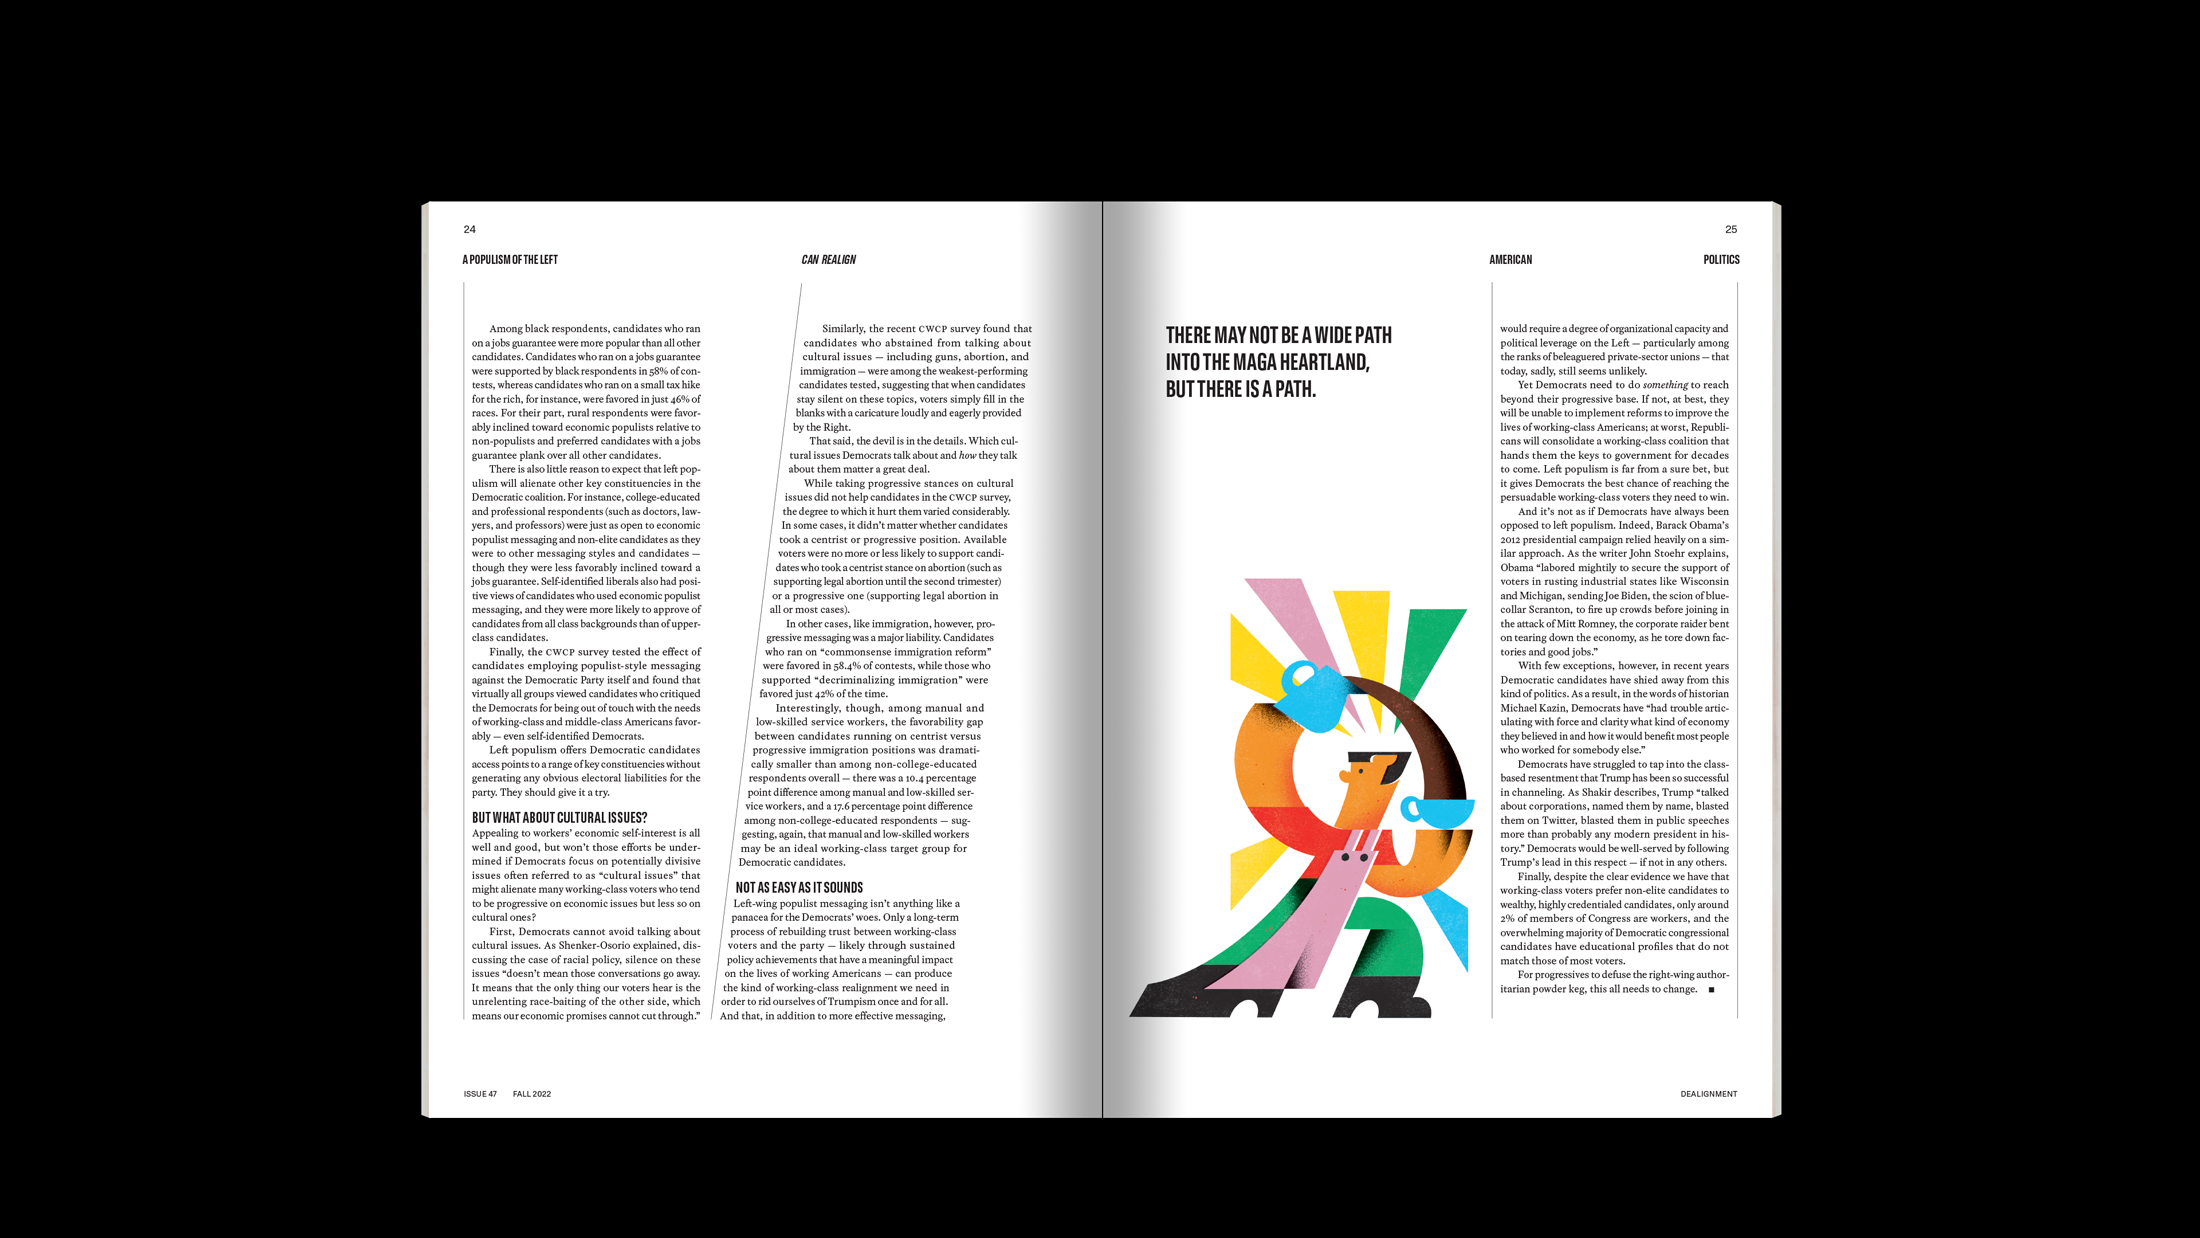 24
A POPULISM OF THE LEFT
CAN REALIGN
Among black respondents, candidates who ran
on a jobs guarantee were more popular than all other
candidates. Candidates who ran on a jobs guarantee
were supported by black respondents in 58% of con-
tests, whereas candidates who ran on a small tax hike
for the rich, for instance, were favored in just 46% of
races. For their part, rural respondents were favor-
ably inclined toward economic populists relative to
non-populists and preferred candidates with a jobs
guarantee plank over all other candidates.
There is also little reason to expect that left pop-
ulism will alienate other key constituencies in the
Democratic coalition. For instance, college-educated
and professional respondents (such as doctors, law-
yers, and professors) were just as open to economic
populist messaging and non-elite candidates as they
were to other messaging styles and candidates —
though they were less favorably inclined toward a
jobs guarantee. Self-identified liberals also had posi-
tive views of candidates who used economic populist
messaging, and they were more likely to approve of
candidates from all class backgrounds than of upper-
class candidates.
Finally, the CWCP survey tested the effect of
candidates employing populist-style messaging
against the Democratic Party itself and found that
virtually all groups viewed candidates who critiqued
the Democrats for being out of touch with the needs
of working-class and middle-class Americans favor-
ably — even self-identified Democrats.
Left populism offers Democratic candidates
access points to a range of key constituencies without
generating any obvious electoral liabilities for the
party. They should give it a try.
BUT WHAT ABOUT CULTURAL ISSUES?
Appealing to workers’ economic self-interest is all
well and good, but won’t those efforts be under-
mined if Democrats focus on potentially divisive
issues often referred to as “cultural issues” that
might alienate many working-class voters who tend
to be progressive on economic issues but less so on
cultural ones?
First, Democrats cannot avoid talking about
cultural issues. As Shenker-Osorio explained, dis-
cussing the case of racial policy, silence on these
issues “doesn’t mean those conversations go away.
It means that the only thing our voters hear is the
unrelenting race-baiting of the other side, which
means our economic promises cannot cut through.”
Similarly, the recent CWCP survey found that
candidates who abstained from talking about
cultural issues — including guns, abortion, and
immigration — were among the weakest-performing
candidates tested, suggesting that when candidates
stay silent on these topics, voters simply fill in the
blanks with a caricature loudly and eagerly provided
by the Right.
That said, the devil is in the details. Which cul-
tural issues Democrats talk about and how they talk
about them matter a great deal.
While taking progressive stances on cultural
issues did not help candidates in the CWCP survey,
the degree to which it hurt them varied considerably.
In some cases, it didn’t matter whether candidates
took a centrist or progressive position. Available
voters were no more or less likely to support candi-
dates who took a centrist stance on abortion (such as
supporting legal abortion until the second trimester)
or a progressive one (supporting legal abortion in
all or most cases).
In other cases, like immigration, however, pro-
gressive messaging was a major liability. Candidates
who ran on “commonsense immigration reform”
were favored in 58.4% of contests, while those who
supported “decriminalizing immigration” were
favored just 42% of the time.
Interestingly, though, among manual and
low-skilled service workers, the favorability gap
between candidates running on centrist versus
progressive immigration positions was dramati-
cally smaller than among non-college-educated
respondents overall — there was a 10.4 percentage
point difference among manual and low-skilled ser-
vice workers, and a 17.6 percentage point difference
among non-college-educated respondents — sug-
gesting, again, that manual and low-skilled workers
may be an ideal working-class target group for
Democratic candidates.
NOT AS EASY AS IT SOUNDS
Left-wing populist messaging isn’t anything like a
panacea for the Democrats’ woes. Only a long-term
process of rebuilding trust between working-class
voters and the party — likely through sustained
policy achievements that have a meaningful impact
on the lives of working Americans — can produce
the kind of working-class realignment we need in
order to rid ourselves of Trumpism once and for all.
And that, in addition to more effective messaging,
ISSUE 47 FALL 2022
25
AMERICAN
POLITICS
THERE MAY NOT BE A WIDE PATH
INTO THE MAGA HEARTLAND,
BUT THERE IS A PATH.
would require a degree of organizational capacity and
political leverage on the Left — particularly among
the ranks of beleaguered private-sector unions — that
today, sadly, still seems unlikely.
Yet Democrats need to do something to reach
beyond their progressive base. If not, at best, they
will be unable to implement reforms to improve the
lives of working-class Americans; at worst, Republi-
cans will consolidate a working-class coalition that
hands them the keys to government for decades
to come. Left populism is far from a sure bet, but
it gives Democrats the best chance of reaching the
persuadable working-class voters they need to win.
And it’s not as if Democrats have always been
opposed to left populism. Indeed, Barack Obama’s
2012 presidential campaign relied heavily on a sim-
ilar approach. As the writer John Stoehr explains,
Obama “labored mightily to secure the support of
voters in rusting industrial states like Wisconsin
and Michigan, sending Joe Biden, the scion of blue-
collar Scranton, to fire up crowds before joining in
the attack of Mitt Romney, the corporate raider bent
on tearing down the economy, as he tore down fac-
tories and good jobs.”
With few exceptions, however, in recent years
Democratic candidates have shied away from this
kind of politics. As a result, in the words of historian
Michael Kazin, Democrats have “had trouble artic-
ulating with force and clarity what kind of economy
they believed in and how it would benefit most people
who worked for somebody else.”
Democrats have struggled to tap into the class-
based resentment that Trump has been so successful
in channeling. As Shakir describes, Trump “talked
about corporations, named them by name, blasted
them on Twitter, blasted them in public speeches
more than probably any modern president in his-
tory.” Democrats would be well-served by following
Trump’s lead in this respect — if not in any others.
Finally, despite the clear evidence we have that
working-class voters prefer non-elite candidates to
wealthy, highly credentialed candidates, only around
2% of members of Congress are workers, and the
overwhelming majority of Democratic congressional
candidates have educational profiles that do not
match those of most voters.
For progressives to defuse the right-wing author-
itarian powder keg, this all needs to change. ■
DEALIGNMENT